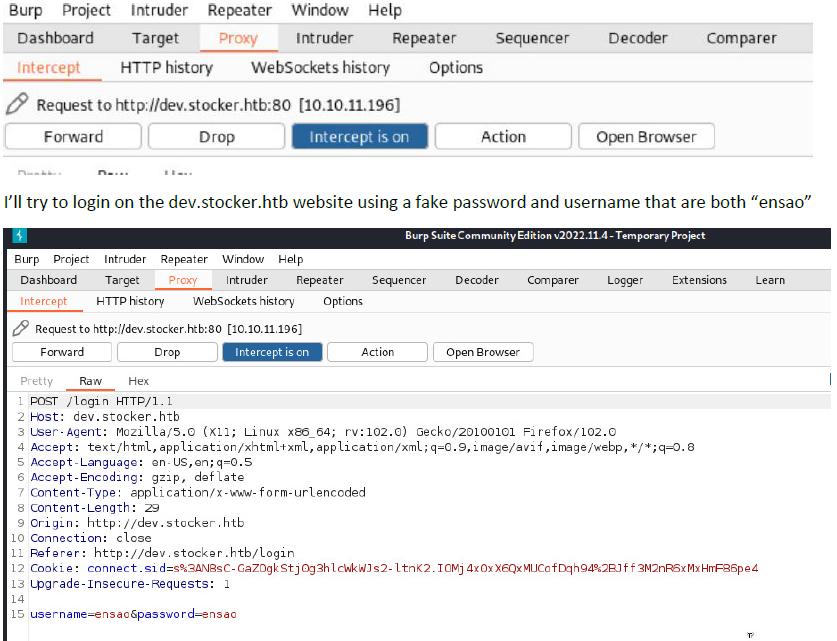 Burp Project Intruder Repeater Window Help
Dashboard Target Proxy Intruder Repeater Sequencer Decoder Comparer
Intercept HTTP history WebSockets history Options
Request to http://dev.stocker.htb:80 [10.10.11.196]
Forward Drop Intercept is on Action Open Browser
Pretty Raw Hex
I’ll try to login on the dev.stocker.htb website using a fake password and username that are both “ensao”
Burp Suite Community Edition v2022.11.4 - Temporary Project
Burp Project Intruder Repeater Window Help
Dashboard Target Proxy Intruder Repeater Sequencer Decoder Comparer Logger Extensions Learn
Intercept HTTP history WebSockets history Options
Request to http://dev.stocker.htb:80 [10.10.11.196]
Forward Drop Intercept is on Action Open Browser
Pretty Raw Hex
1 POST /login HTTP/1.1
2 Host: dev.stocker.htb
3 User-Agent: Mozilla/5.0 (X11; Linux x86_64; rv:102.0) Gecko/20100101 Firefox/102.0
4 Accept: text/html,application/xhtml+xml,application/xml;q=0.9,image/avif,image/webp,*/*;q=0.8
5 Accept-Language: en-US,en;q=0.5
6 Accept-Encoding: gzip, deflate
7 Content-Type: application/x-www-form-urlencoded
8 Content-Length: 29
9 Origin: http://dev.stocker.htb
10 Connection: close
11 Referer: http://dev.stocker.htb/login
12 Cookie: connect.sid=
13 Upgrade-Insecure-Requests: 1
14
15 username=ensao&password=ensao